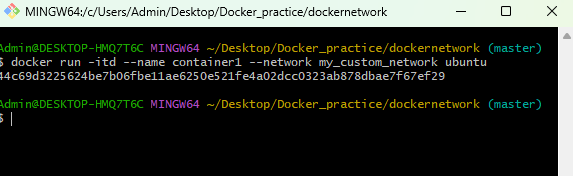 MINGW64:/c/Users/Admin/Desktop/Docker_practice/dockernetwork
Admin@DESKTOP-HMQ7T6C MINGW64 ~/Desktop/Docker_practice/dockernetwork (master)
$ docker run -itd --name container1 --network my_custom_network ubuntu
44c69d3225624be7b06fbe11ae6250e521fe4a02dcc0323ab878dbae7f67ef29
Admin@DESKTOP-HMQ7T6C MINGW64 ~/Desktop/Docker_practice/dockernetwork (master)
$